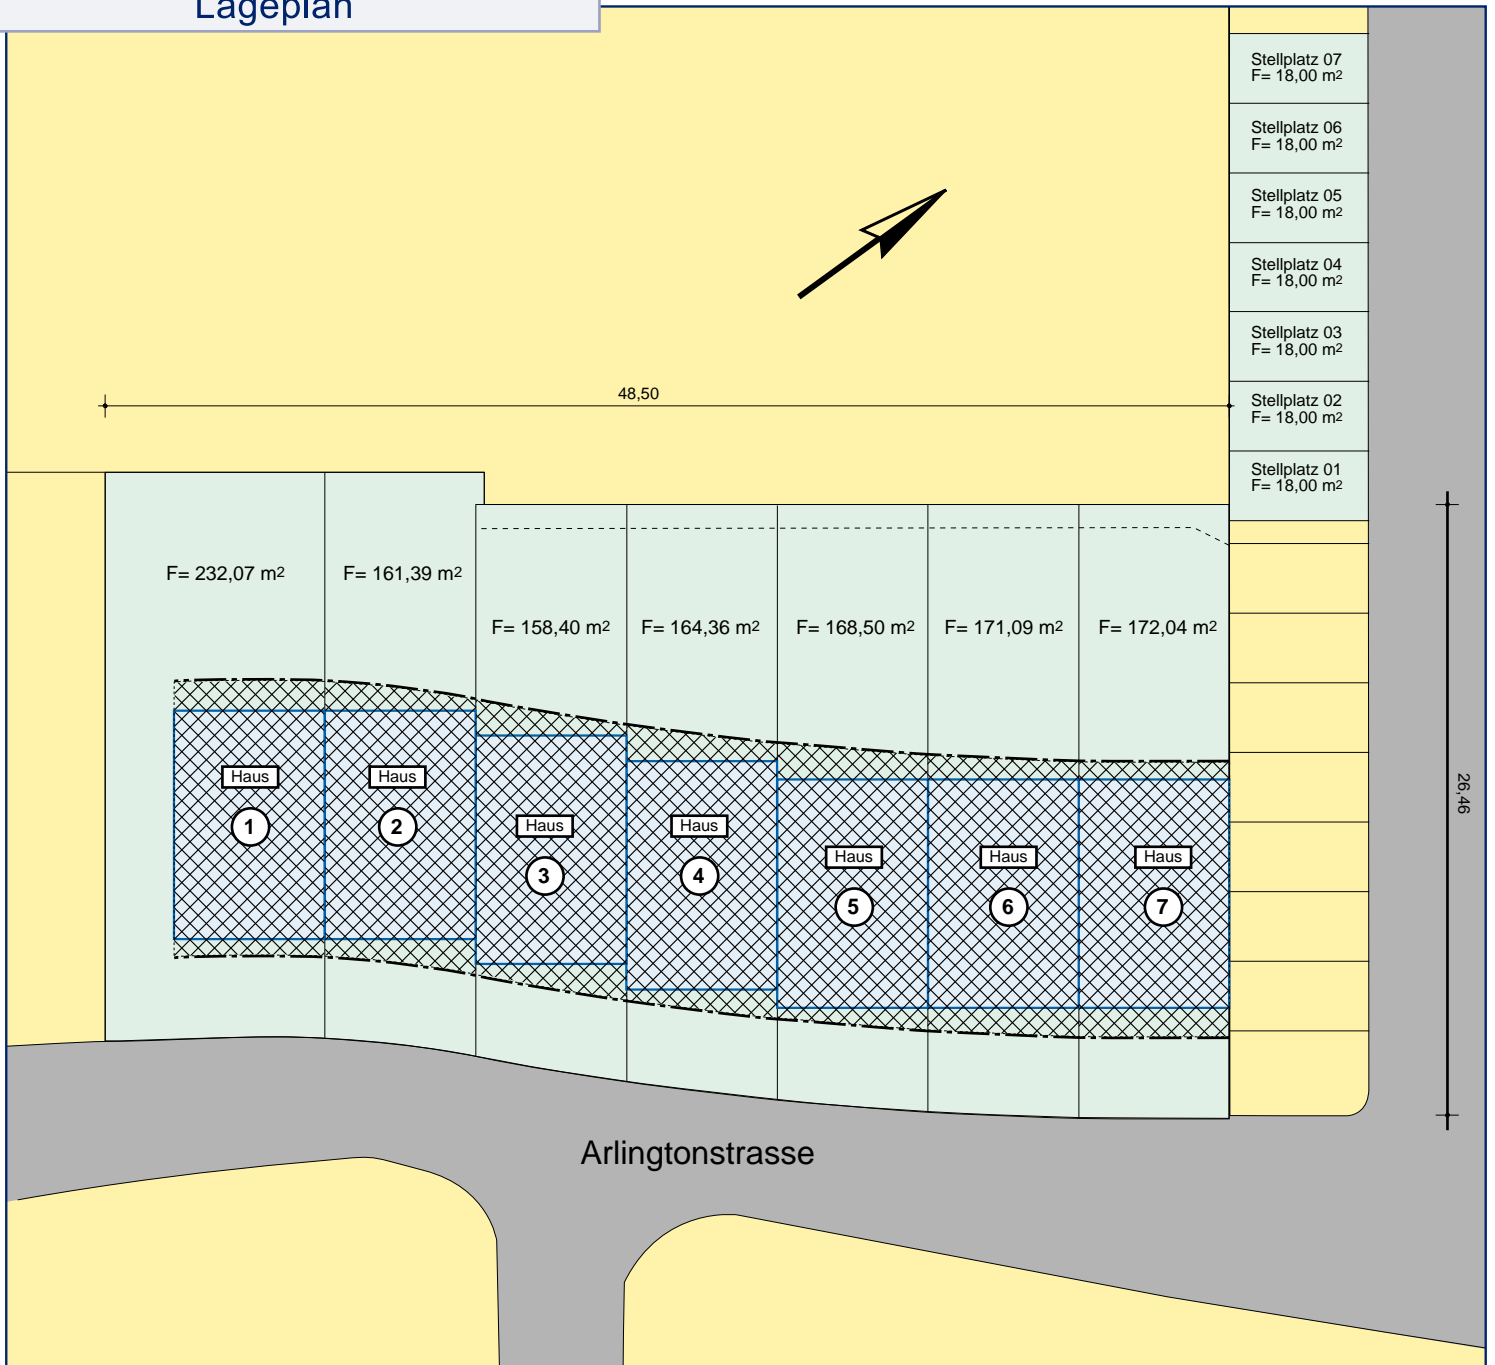 Lageplan
Stellplatz 07
F= 18,00 m²
Stellplatz 06
F= 18,00 m²
Stellplatz 05
F= 18,00 m²
Stellplatz 04
F= 18,00 m²
Stellplatz 03
F= 18,00 m²
48,50
Stellplatz 02
F= 18,00 m²
Stellplatz 01
F= 18,00 m²
F= 232,07 m²
F= 161,39 m²
F= 158,40 m²
F= 164,36 m²
F= 168,50 m²
F= 171,09 m²
F= 172,04 m²
26,46
Haus
1
Haus
2
Haus
3
Haus
4
Haus
5
Haus
6
Haus
7
Arlingtonstrasse